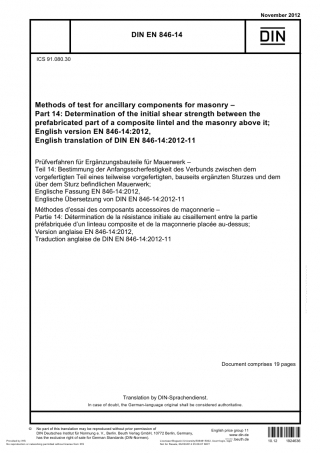 November 2012
DIN EN 846-14
DIN
ICS 91.080.30
Methods of test for ancillary components for masonry –
Part 14: Determination of the initial shear strength between the
prefabricated part of a composite lintel and the masonry above it;
English version EN 846-14:2012,
English translation of DIN EN 846-14:2012-11
Prüfverfahren für Ergänzungsbauteile für Mauerwerk –
Teil 14: Bestimmung der Anfangsscherfestigkeit des Verbunds zwischen dem
vorgefertigten Teil eines teilweise vorgefertigten, bauseits ergänzten Sturzes und dem
über dem Sturz befindlichen Mauerwerk;
Englische Fassung EN 846-14:2012,
Englische Übersetzung von DIN EN 846-14:2012-11
Méthodes d'essai des composants accessoires de maçonnerie –
Partie 14: Détermination de la résistance initiale au cisaillement entre la partie
préfabriquée d'un linteau composite et de la maçonnerie placée au-dessus;
Version anglaise EN 846-14:2012,
Traduction anglaise de DIN EN 846-14:2012-11
Document comprises 19 pages
Translation by DIN-Sprachendienst.
In case of doubt, the German-language original shall be considered authoritative.
© No part of this translation may be reproduced without prior permission of
DIN Deutsches Institut für Normung e. V., Berlin. Beuth Verlag GmbH, 10772 Berlin, Germany,
has the exclusive right of sale for German Standards (DIN-Normen).
English price group 11
www.din.de
www.beuth.de